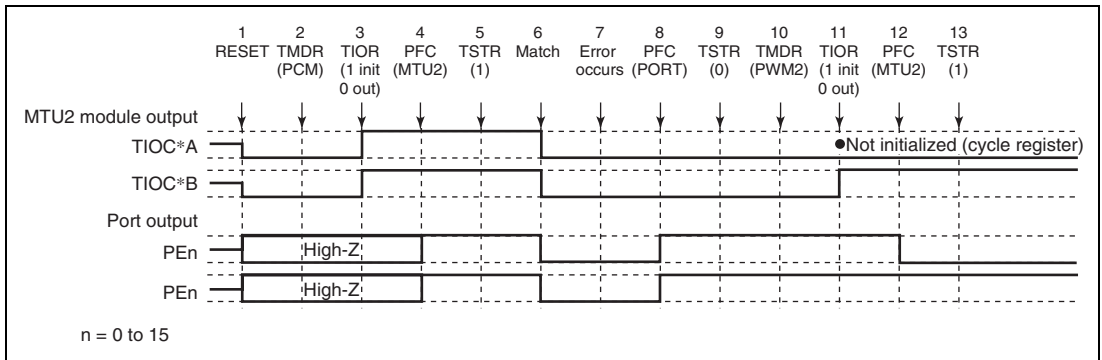 1 2 3 4 5 6 7 8 9 10 11 12 13
RESET TMDR TIOR PFC TSTR Match Error PFC TSTR TMDR TIOR PFC TSTR
(PCM) (1 init (MTU2) (1) occurs (PORT) (0) (PWM2) (1 init (MTU2) (1)
0 out) 0 out)
MTU2 module output
TIOC*A ●Not initialized (cycle register)
TIOC*B
Port output
PEn High-Z
PEn High-Z
n = 0 to 15